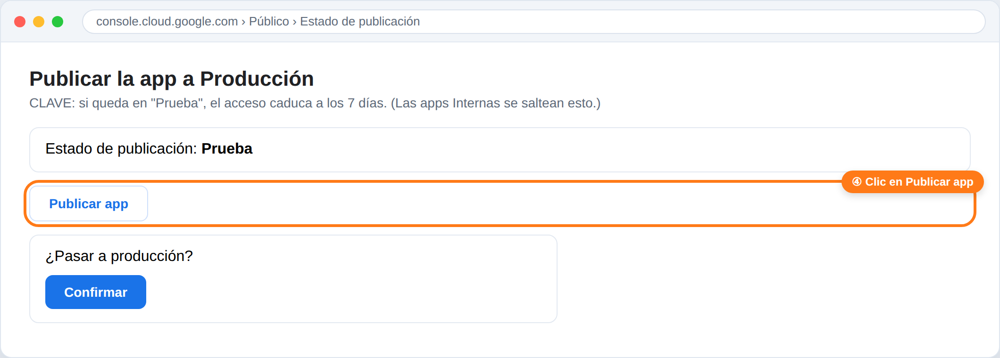 console.cloud.google.com › Público › Estado de publicación
Publicar la app a Producción
CLAVE: si queda en "Prueba", el acceso caduca a los 7 días. (Las apps Internas se saltean esto.)
Estado de publicación: Prueba
④ Clic en Publicar app
Publicar app
¿Pasar a producción?
Confirmar